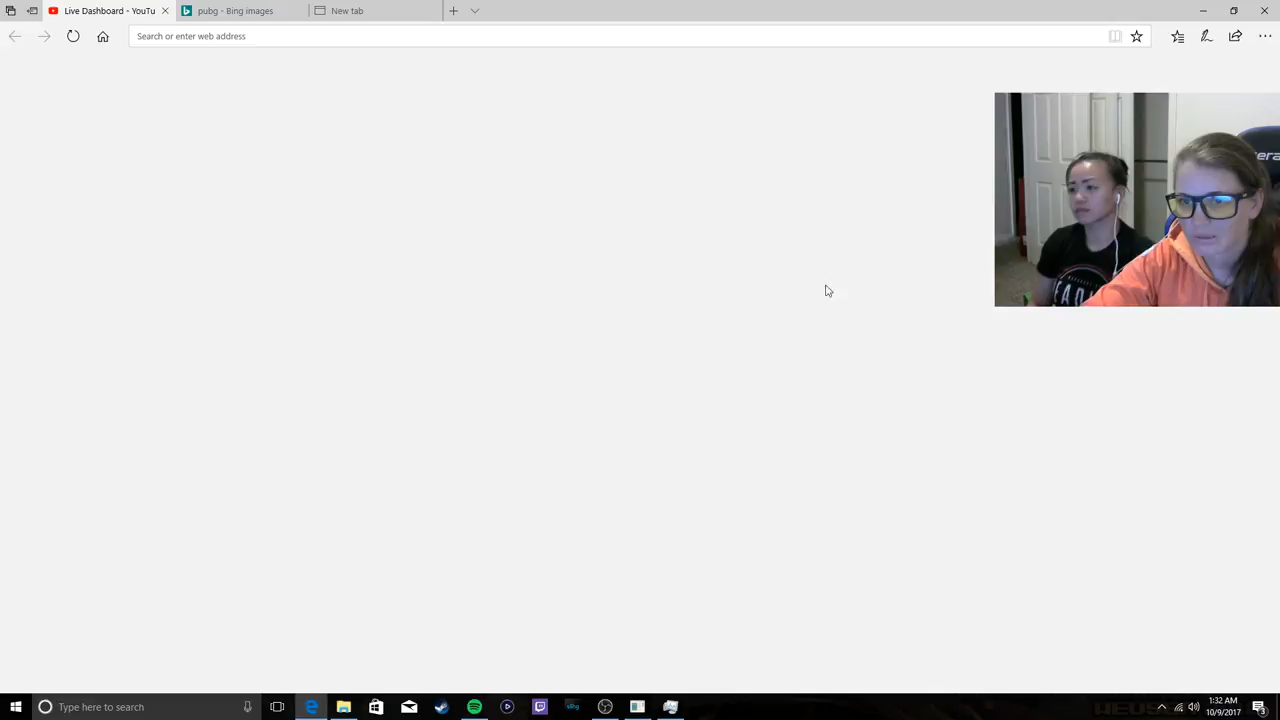 Live Dashboard - YouTu
pubg - Bing images
New tab
Search or enter web address
Type here to search
1:32 AM
10/9/2017